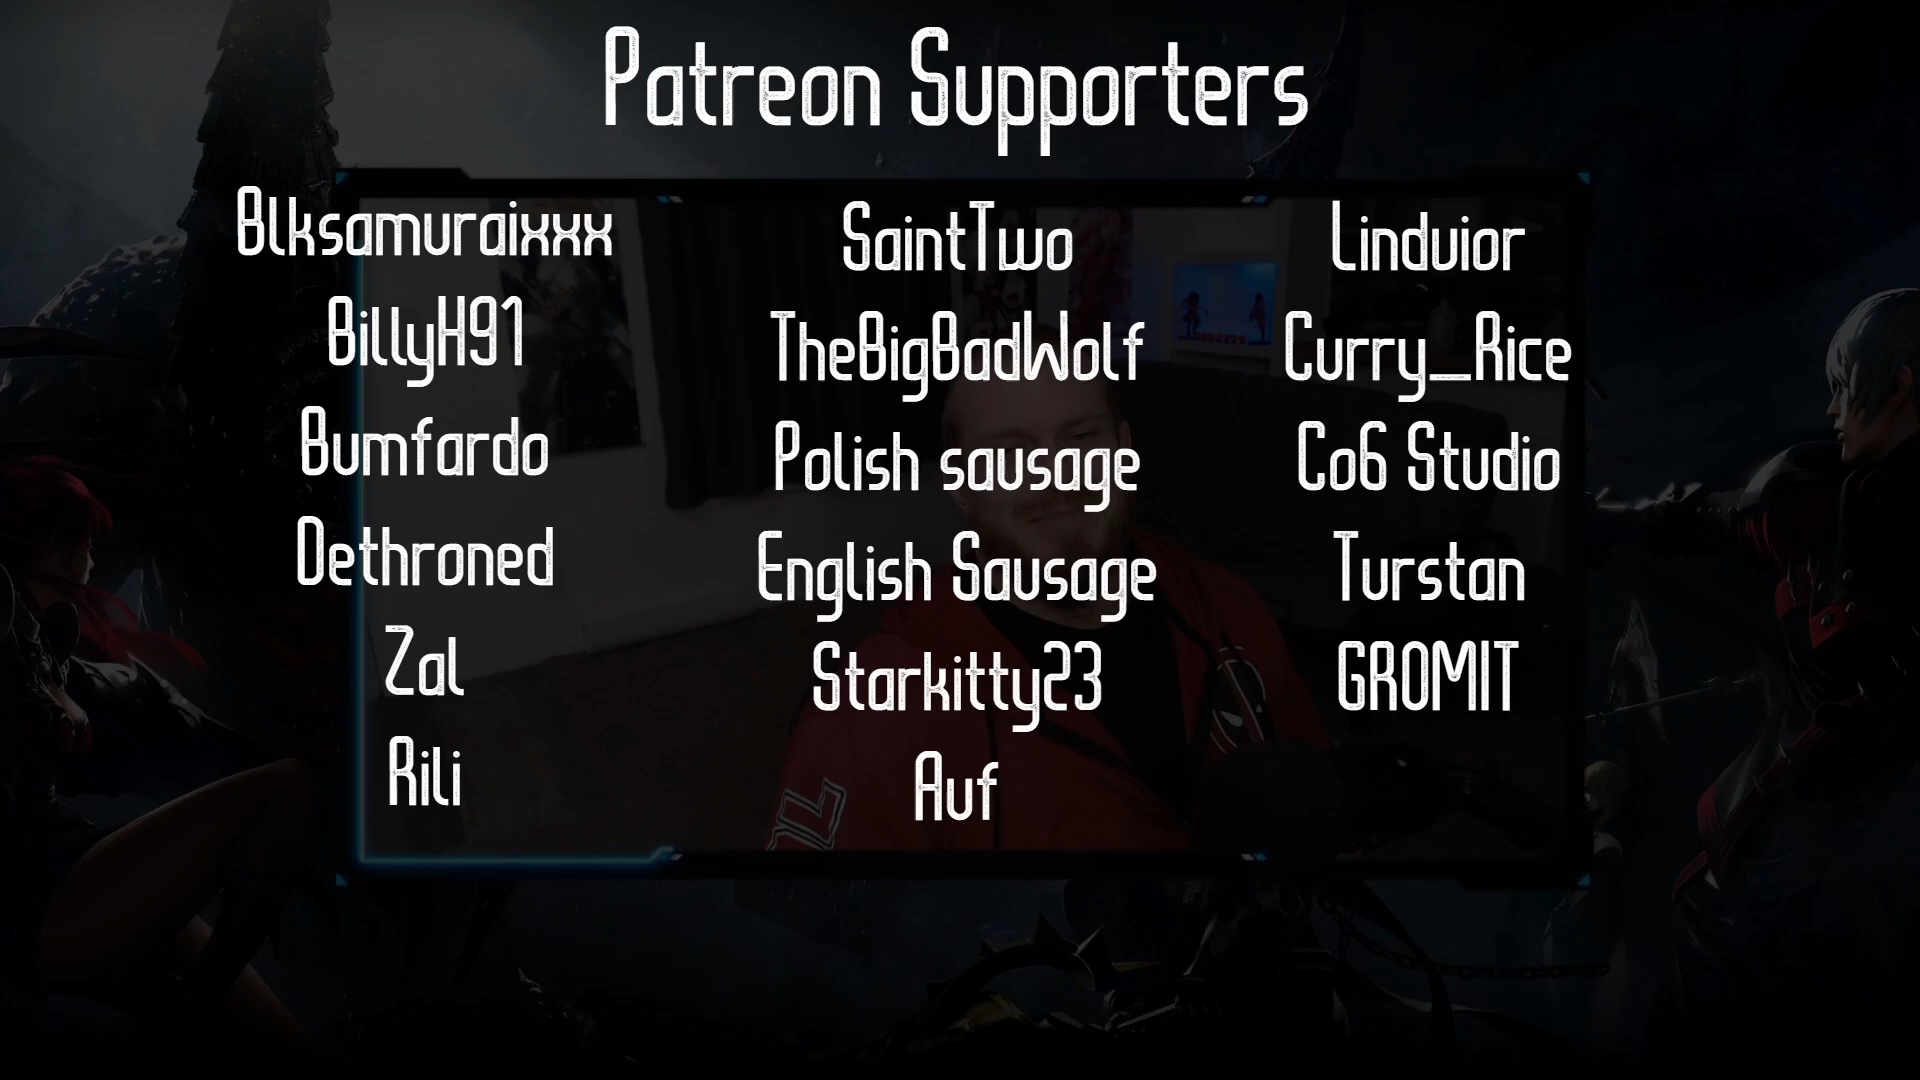 Patreon Supporters
Blksamuraixxx
BillyH91
Bumfardo
Dethroned
Zal
Rili
SaintTwo
TheBigBadWolf
Polish sausage
English Sausage
Starkitty23
Auf
Linduior
Curry_Rice
Co6 Studio
Turstan
GROMIT